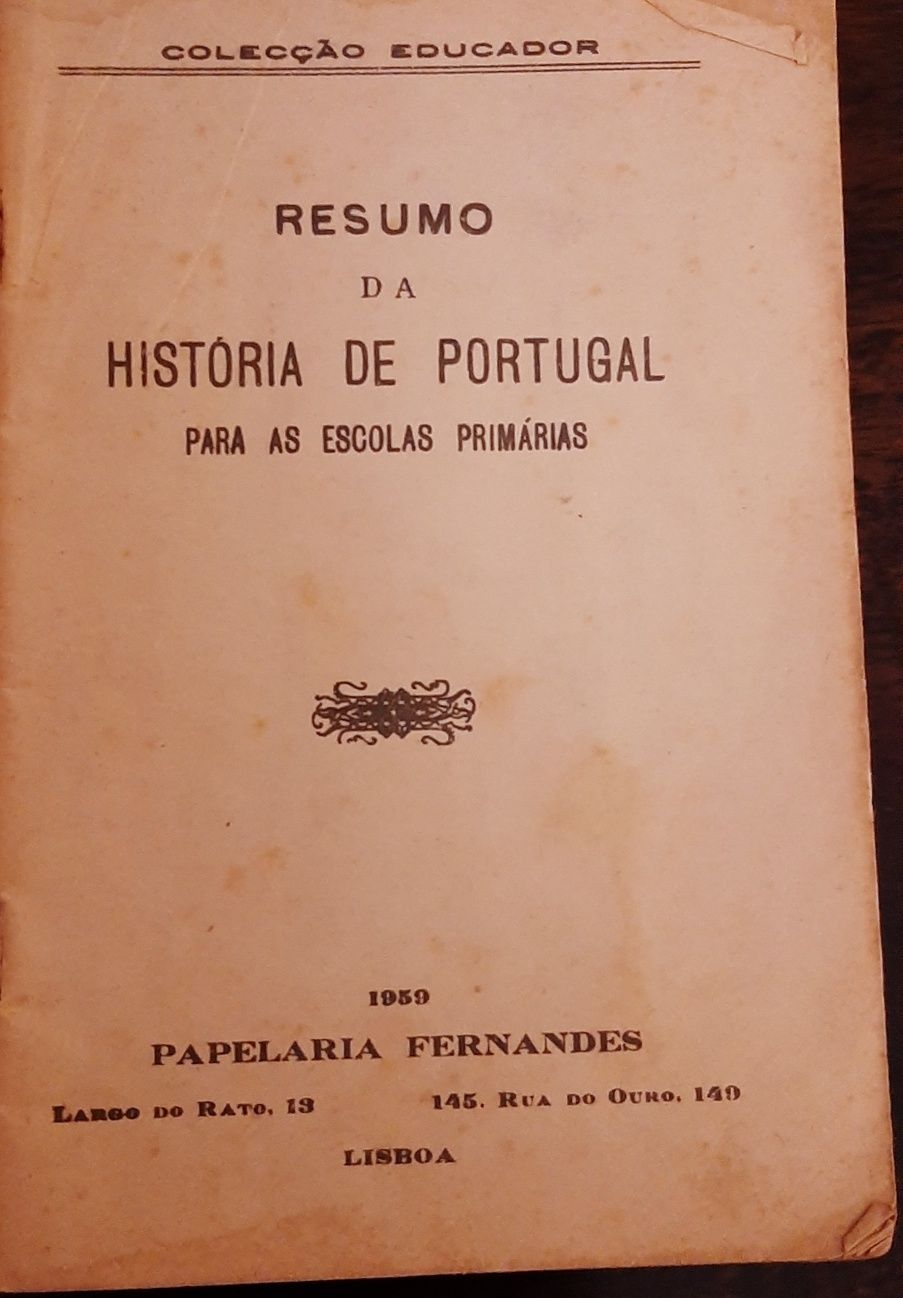 COLECÇÃO EDUCADOR
RESUMO
DA
HISTÓRIA DE PORTUGAL
PARA AS ESCOLAS PRIMÁRIAS
1959
PAPELARIA FERNANDES
LARGO DO RATO, 13 145, RUA DO OURO, 149
LISBOA